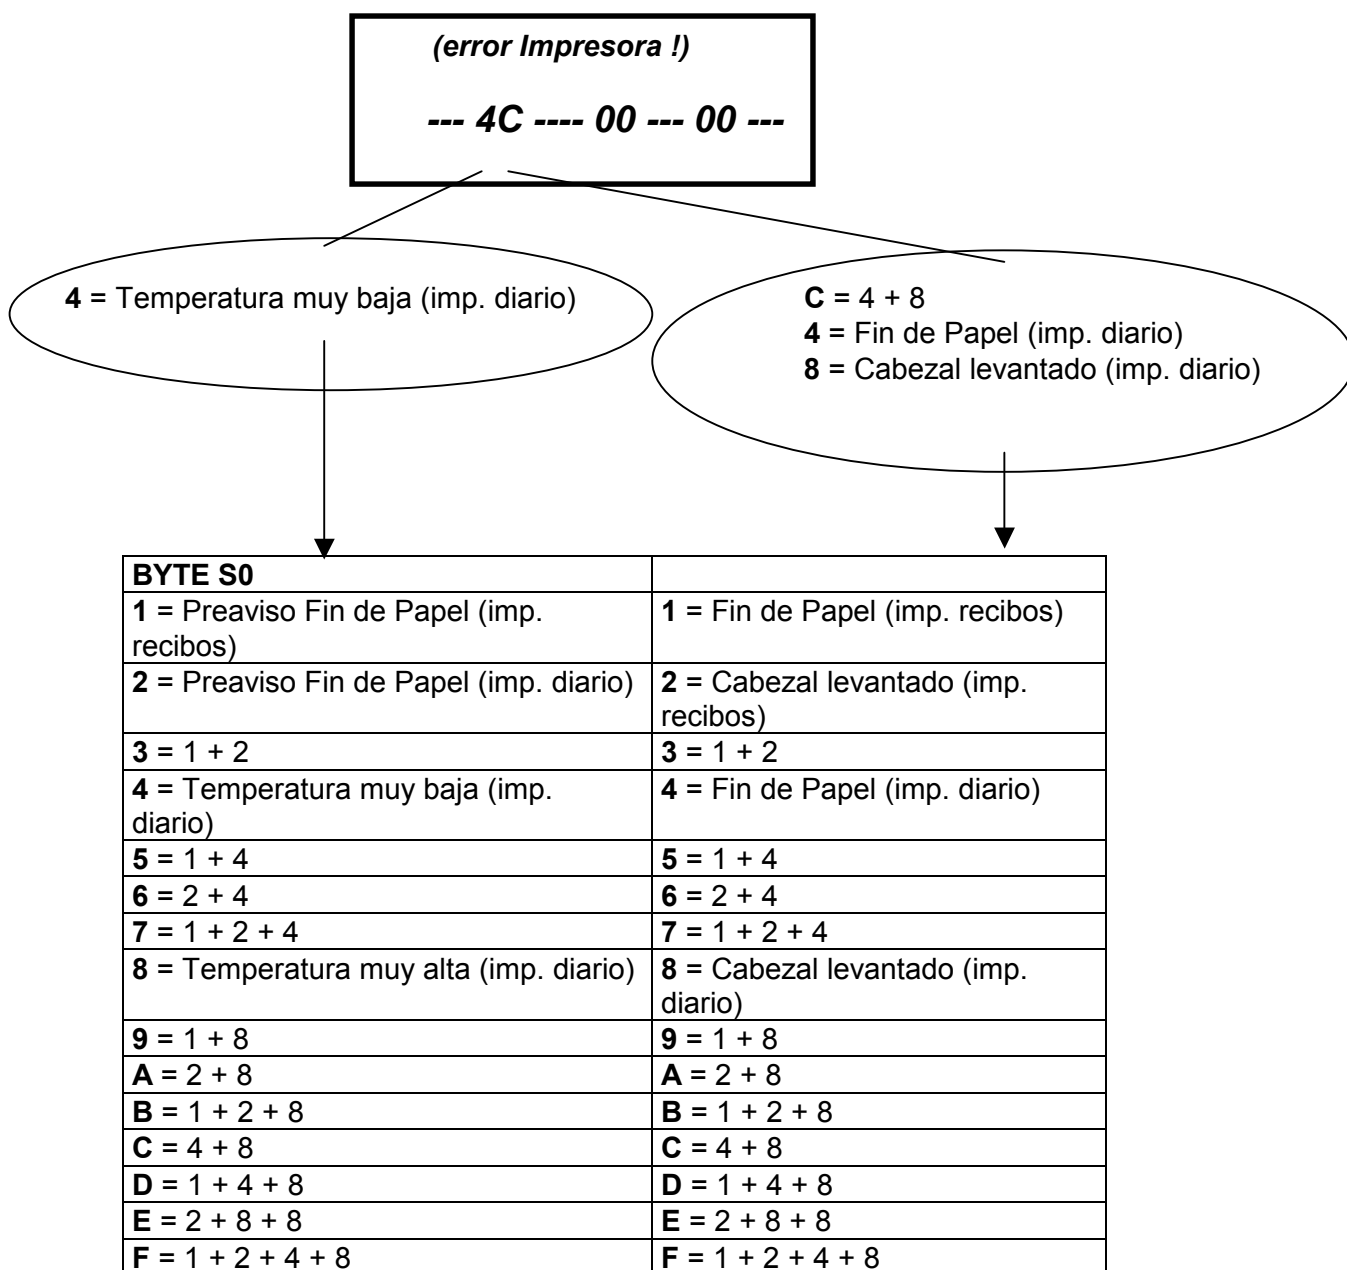 (error Impresora !)
--- 4C ---- 00 --- 00 ---
4 = Temperatura muy baja (imp. diario)
C = 4 + 8
4 = Fin de Papel (imp. diario)
8 = Cabezal levantado (imp. diario)
BYTE S0
1 = Preaviso Fin de Papel (imp.
recibos)
1 = Fin de Papel (imp. recibos)
2 = Preaviso Fin de Papel (imp. diario)
2 = Cabezal levantado (imp.
recibos)
3 = 1 + 2
3 = 1 + 2
4 = Temperatura muy baja (imp.
diario)
4 = Fin de Papel (imp. diario)
5 = 1 + 4
5 = 1 + 4
6 = 2 + 4
6 = 2 + 4
7 = 1 + 2 + 4
7 = 1 + 2 + 4
8 = Temperatura muy alta (imp. diario)
8 = Cabezal levantado (imp.
diario)
9 = 1 + 8
9 = 1 + 8
A = 2 + 8
A = 2 + 8
B = 1 + 2 + 8
B = 1 + 2 + 8
C = 4 + 8
C = 4 + 8
D = 1 + 4 + 8
D = 1 + 4 + 8
E = 2 + 8 + 8
E = 2 + 8 + 8
F = 1 + 2 + 4 + 8
F = 1 + 2 + 4 + 8